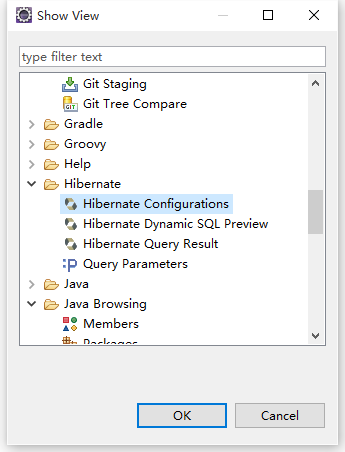 Show View
type filter text
Git Staging
GIT
Git Tree Compare
Gradle
Groovy
Help
Hibernate
Hibernate Configurations
Hibernate Dynamic SQL Preview
Hibernate Query Result
:P Query Parameters
Java
Java Browsing
Members
Packages
OK
Cancel